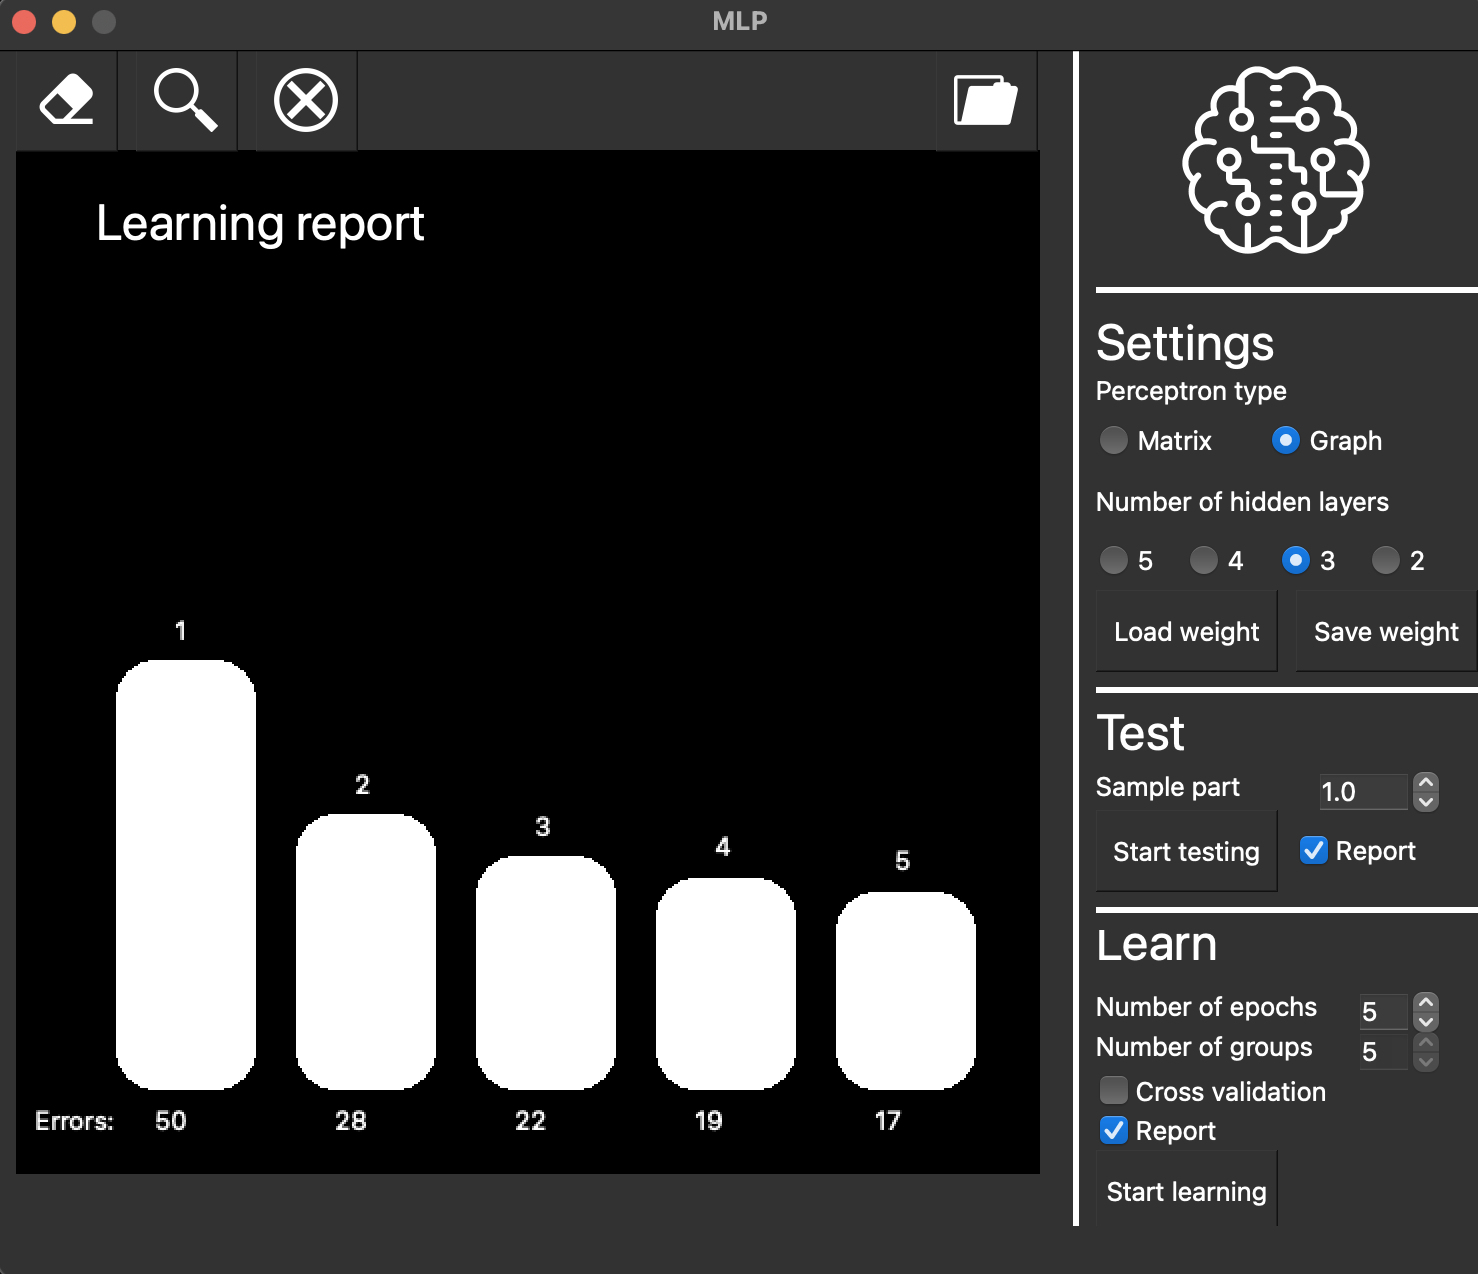 MLP
Learning report
1
2
3
4
5
Errors: 50 28 22 19 17
Settings
Perceptron type
Matrix Graph
Number of hidden layers
5 4 3 2
Load weight Save weight
Test
Sample part 1.0
Start testing Report
Learn
Number of epochs 5
Number of groups 5
Cross validation
Report
Start learning